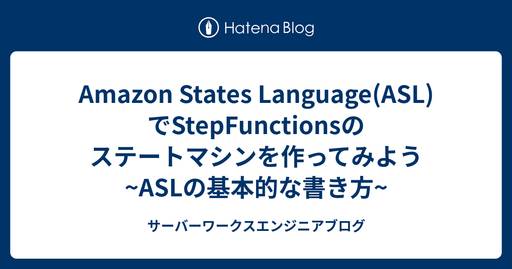 Hatena Blog
Amazon States Language(ASL)
でStepFunctionsの
ステートマシンを作ってみよう
~ASLの基本的な書き方~
サーバーワークスエンジニアブログ